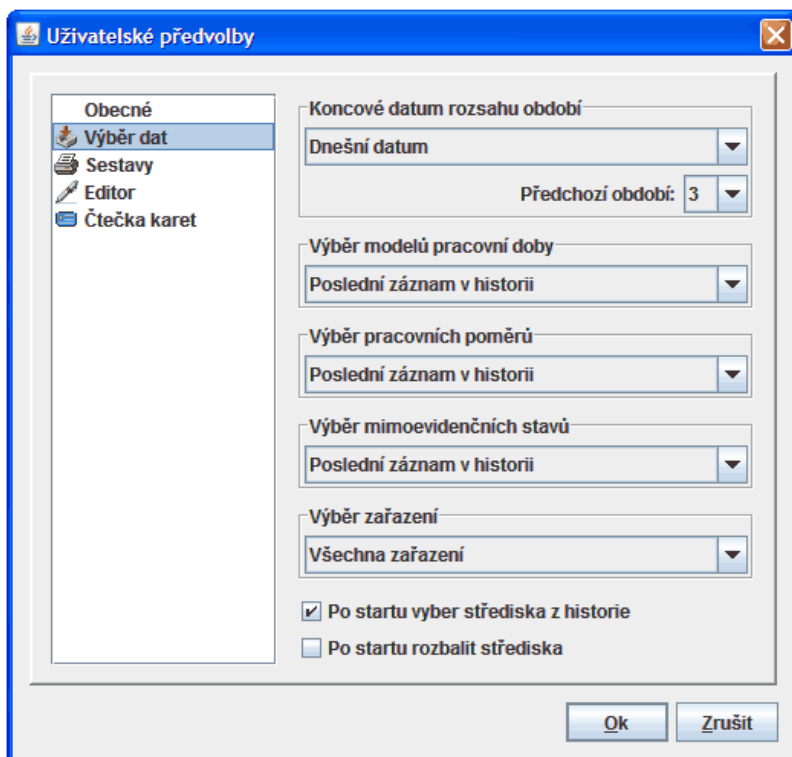 Uživatelské předvolby
Obecné
Výběr dat
Sestavy
Editor
Čtečka karet
Koncové datum rozsahu období
Dnešní datum
Předchozí období: 3
Výběr modelů pracovní doby
Poslední záznam v historii
Výběr pracovních poměrů
Poslední záznam v historii
Výběr mimoevidenčních stavů
Poslední záznam v historii
Výběr zařazení
Všechna zařazení
Po startu vyber střediska z historie
Po startu rozbalit střediska
Ok Zrušit